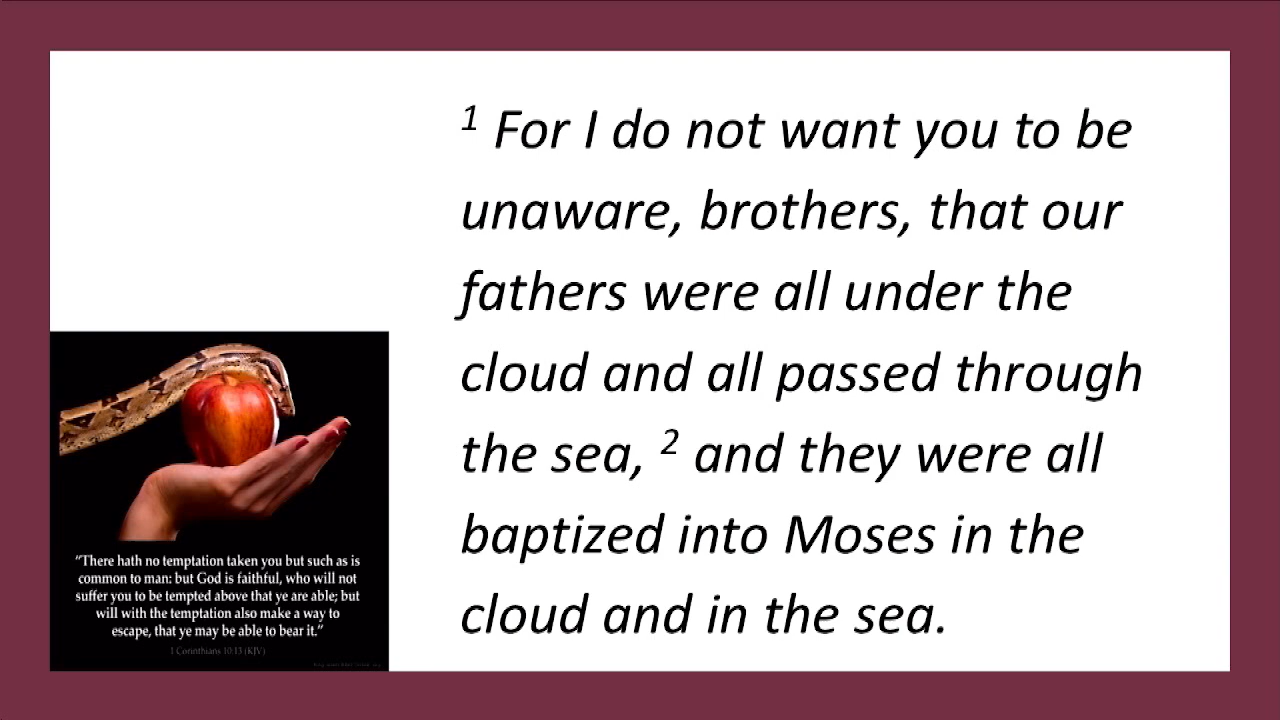 1 For I do not want you to be
unaware, brothers, that our
fathers were all under the
cloud and all passed through
the sea, 2 and they were all
baptized into Moses in the
cloud and in the sea.
“There hath no temptation taken you but such as is
common to man: but God is faithful, who will not
suffer you to be tempted above that ye are able; but
will with the temptation also make a way to
escape, that ye may be able to bear it.”
1 Corinthians 10:13 (KJV)